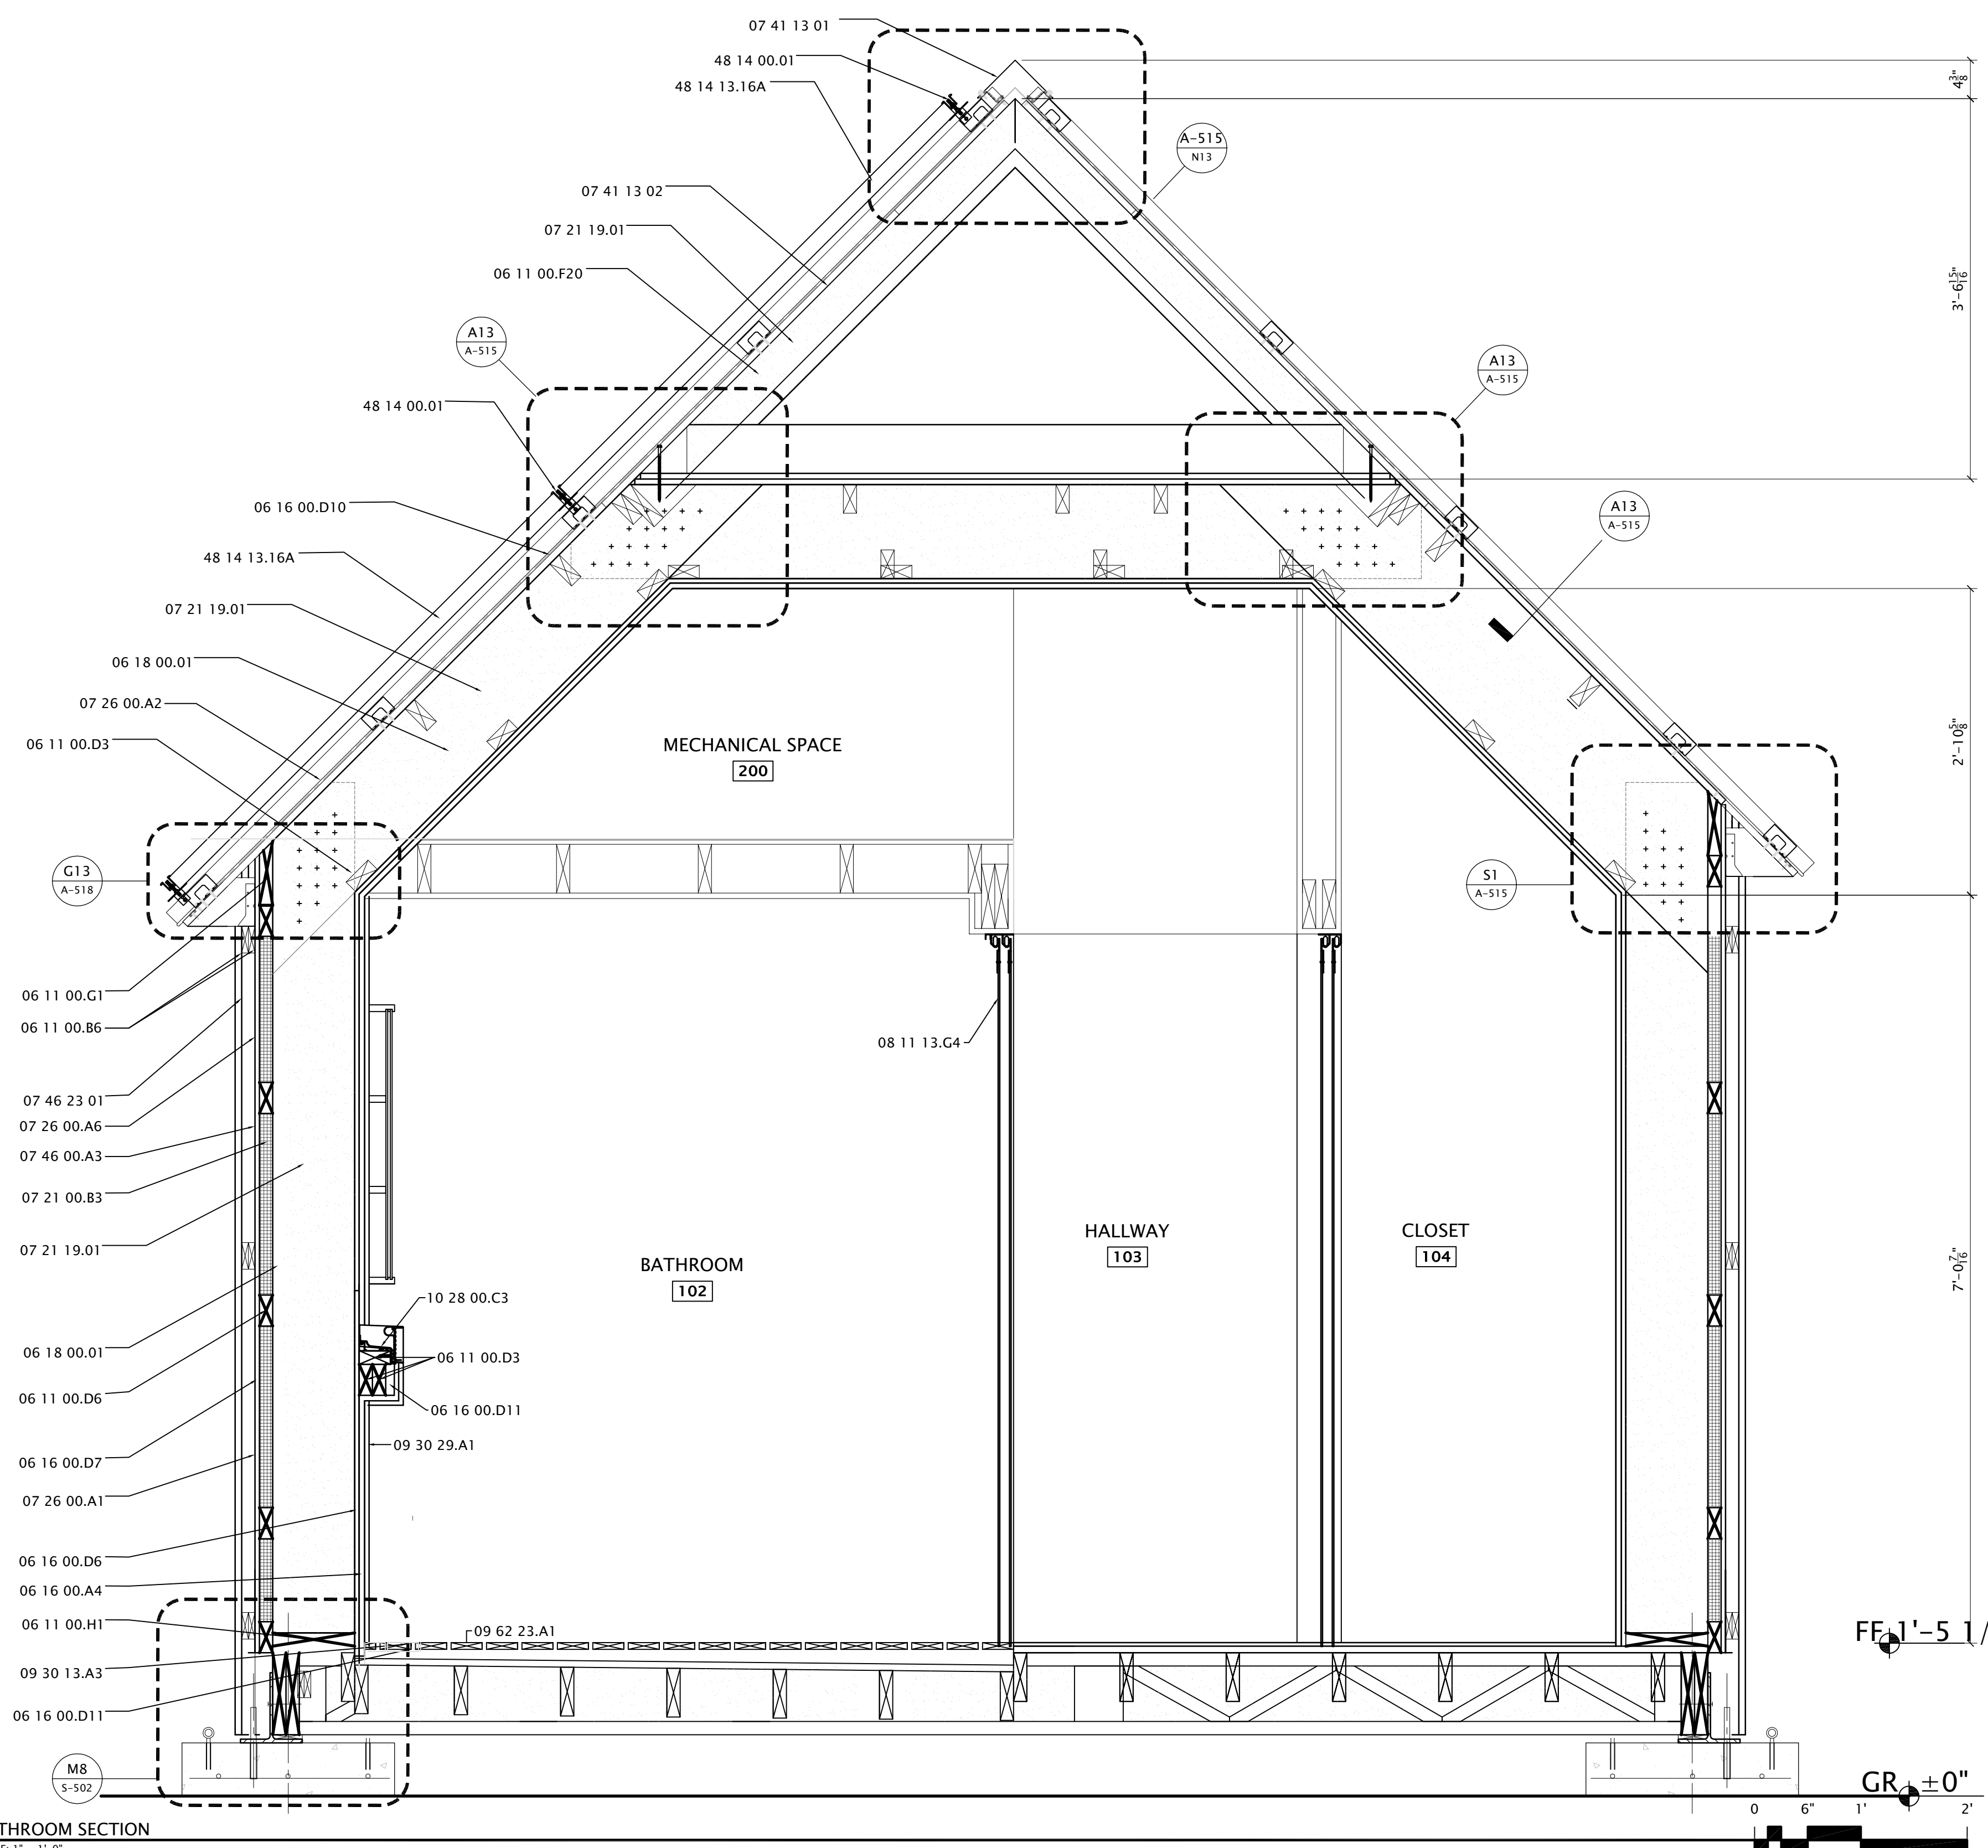 07 41 13 01
48 14 00.01
48 14 13.16A
4 3/8"
A-515
N13
07 41 13 02
07 21 19.01
06 11 00.F20
3'-6 15/16"
A13
A-515
A13
A-515
48 14 00.01
06 16 00.D10
A13
A-515
48 14 13.16A
07 21 19.01
06 18 00.01
07 26 00.A2
06 11 00.D3
2'-10 5/8"
MECHANICAL SPACE
200
G13
A-518
S1
A-515
06 11 00.G1
06 11 00.B6
08 11 13.G4
07 46 23 01
07 26 00.A6
07 46 00.A3
07 21 00.B3
07 21 19.01
HALLWAY
103
CLOSET
104
BATHROOM
102
7'-0 7/16"
10 28 00.C3
06 18 00.01
06 11 00.D3
06 11 00.D6
06 16 00.D11
09 30 29.A1
06 16 00.D7
07 26 00.A1
06 16 00.D6
06 16 00.A4
06 11 00.H1
09 62 23.A1
FF 1'-5 1/
09 30 13.A3
06 16 00.D11
M8
S-502
GR ±0"
0 6" 1' 2'
THROOM SECTION